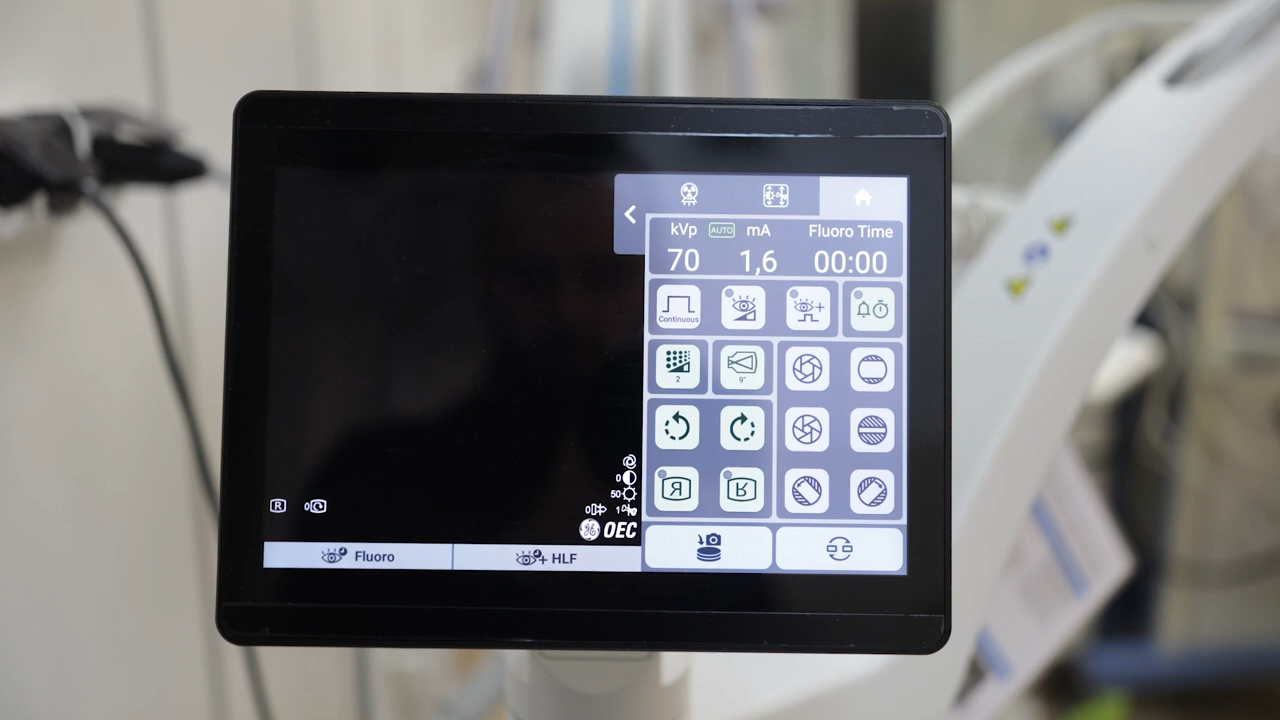 kVp AUTO mA Fluoro Time
70 1,6 00:00
Continuous
2 9"
R R
0
50
R 0 0 10%
GE OEC
Fluoro + HLF